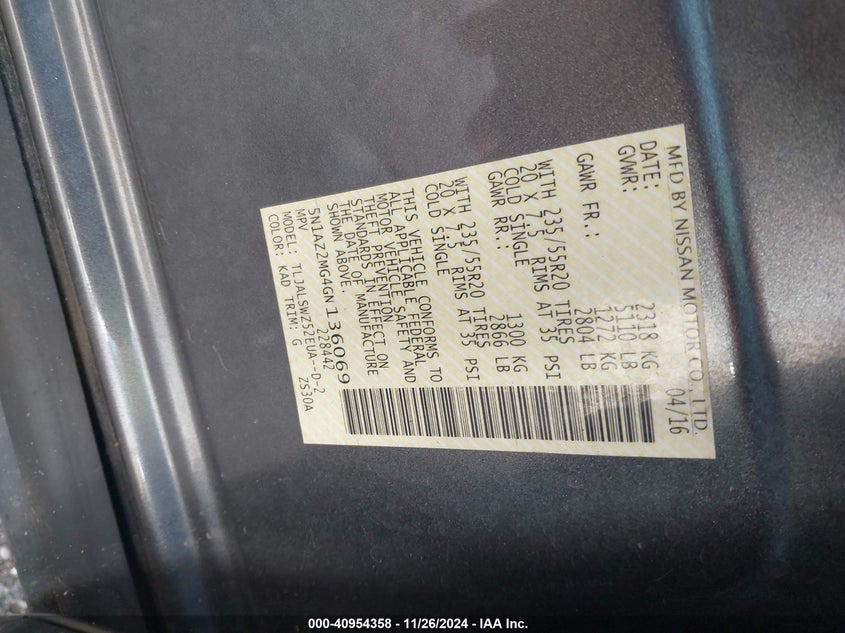 MFD BY NISSAN MOTOR CO., LTD.
DATE: 04/16
GVWR: 2318 KG
5110 LB
GAWR FR.: 1272 KG
2804 LB
WITH 235/55R20 TIRES
20 X 7.5 RIMS AT 35 PSI
COLD SINGLE
GAWR RR.: 1300 KG
2866 LB
WITH 235/55R20 TIRES
20 X 7.5 RIMS AT 35 PSI
COLD SINGLE
THIS VEHICLE CONFORMS TO
ALL APPLICABLE FEDERAL
MOTOR VEHICLE SAFETY AND
THEFT PREVENTION
STANDARDS IN EFFECT ON
THE DATE OF MANUFACTURE
SHOWN ABOVE.
5N1AZ2MG4GN136069
MPV 228442
MODEL: TLJALSWZ52EUA--D-2
COLOR: KAD TRIM: G ZS30A
000-40954358 - 11/26/2024 - IAA Inc.